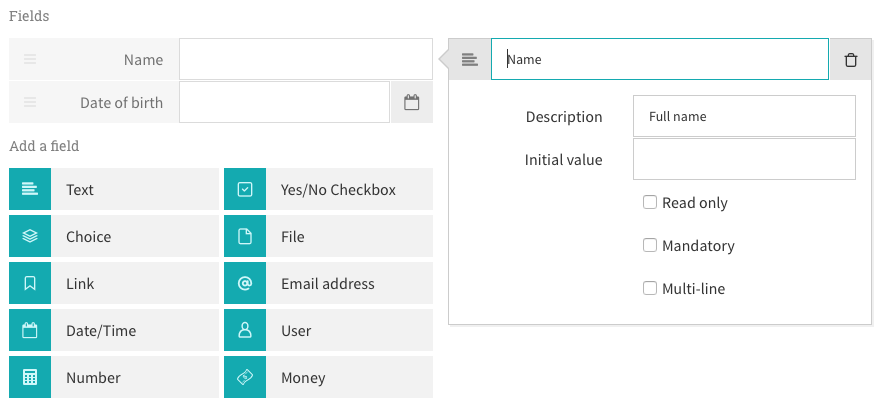 Fields
Name
Date of birth
Add a field
Text
Yes/No Checkbox
Choice
File
Link
Email address
Date/Time
User
Number
Money
Name
Description
Full name
Initial value
Read only
Mandatory
Multi-line